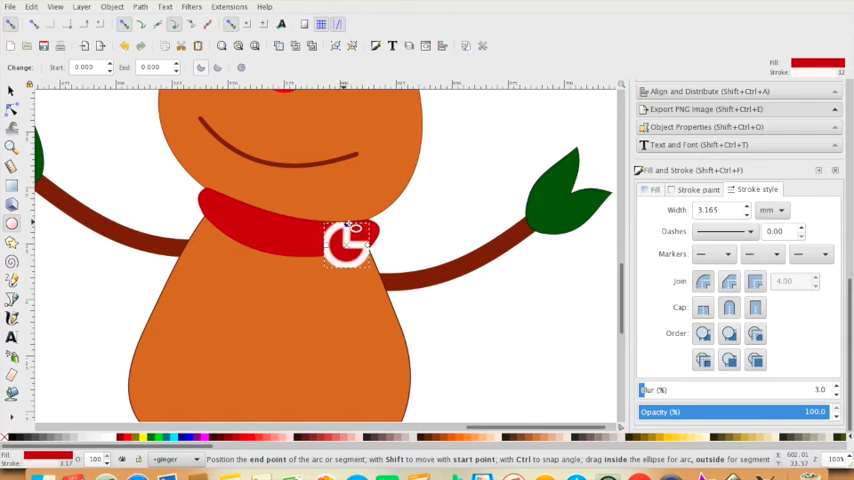 File Edit View Layer Object Path Text Filters Extensions Help
Change: Start: 0.000 End: 0.000
Fill:
Stroke: 32
Align and Distribute (Shift+Ctrl+A)
Export PNG Image (Shift+Ctrl+E)
Object Properties (Shift+Ctrl+O)
Text and Font (Shift+Ctrl+T)
Fill and Stroke (Shift+Ctrl+F)
Fill Stroke paint Stroke style
Width: 3.165 mm
Dashes: 0.00
Markers:
Join 4.00
Cap:
Order:
Blur (%) 3.0
Opacity (%) 100.0
Fill:
Stroke: 3.17
O: 100
-ginger
Position the end point of the arc or segment; with Shift to move with start point; with Ctrl to snap angle; drag inside the ellipse for arc, outside for segment
X: 602.01
Y: 33.57
Z: